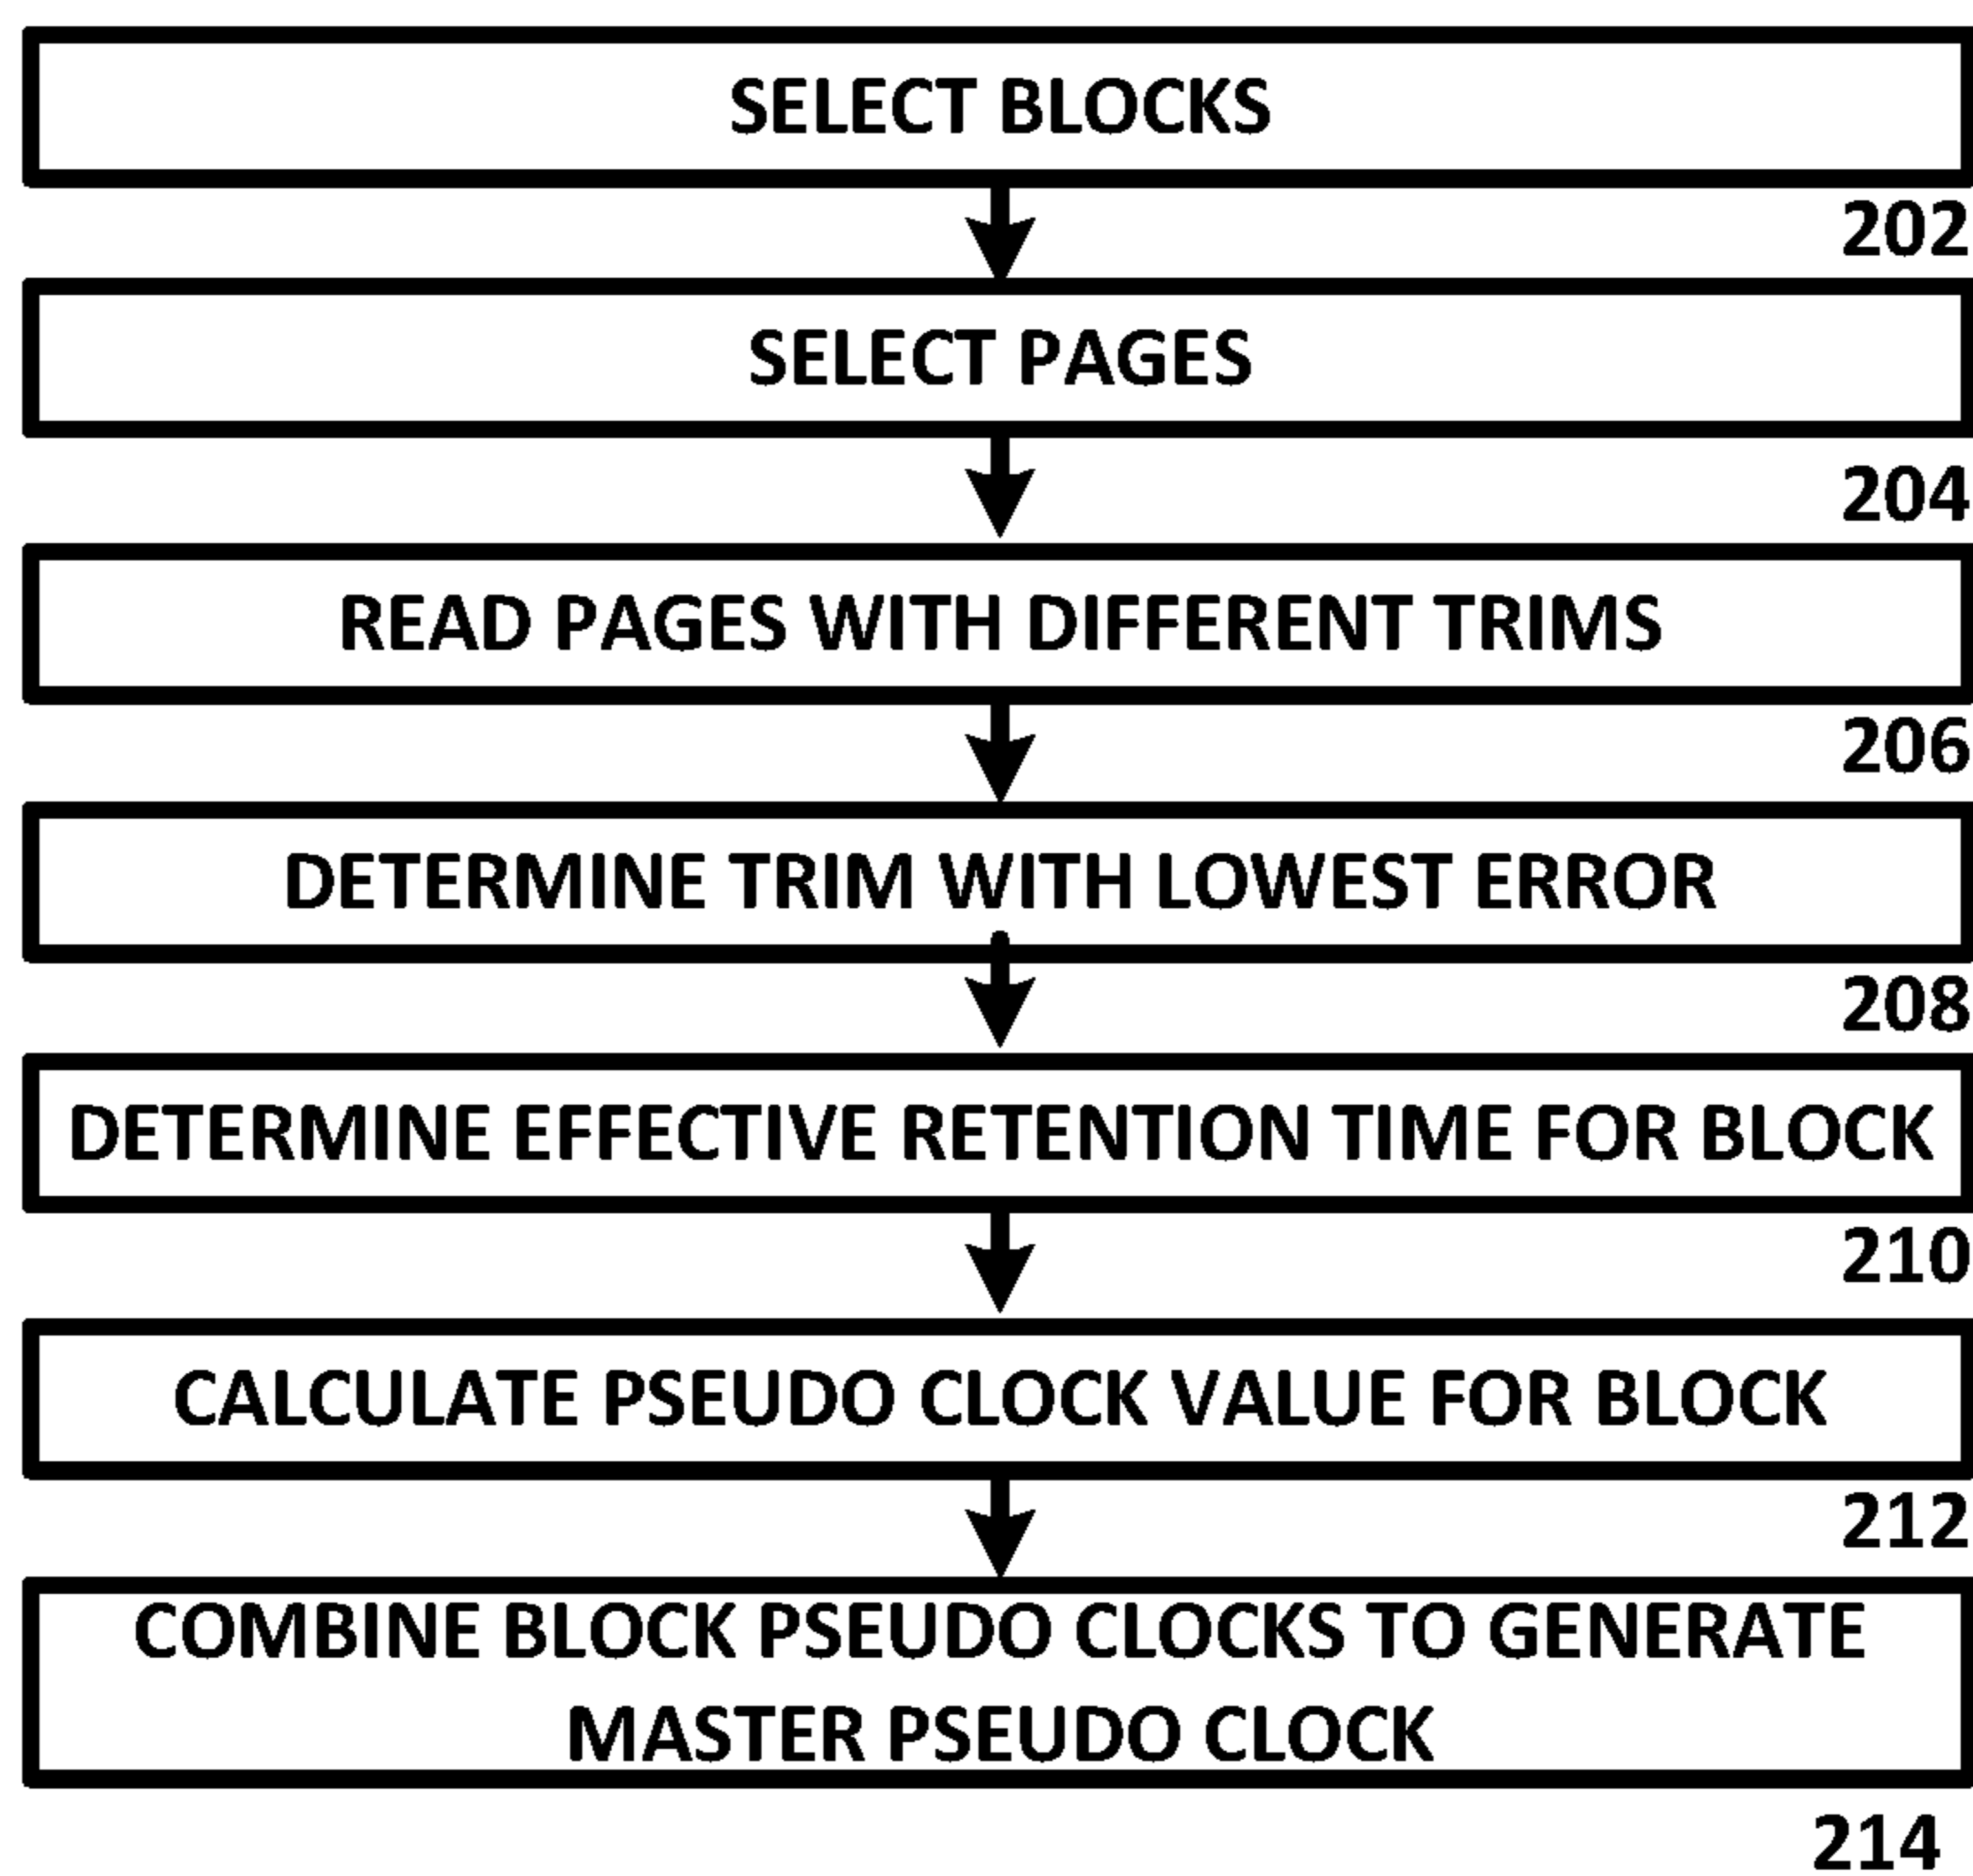 SELECT BLOCKS
202
SELECT PAGES
204
READ PAGES WITH DIFFERENT TRIMS
206
DETERMINE TRIM WITH LOWEST ERROR
208
DETERMINE EFFECTIVE RETENTION TIME FOR BLOCK
210
CALCULATE PSEUDO CLOCK VALUE FOR BLOCK
212
COMBINE BLOCK PSEUDO CLOCKS TO GENERATE
MASTER PSEUDO CLOCK
214